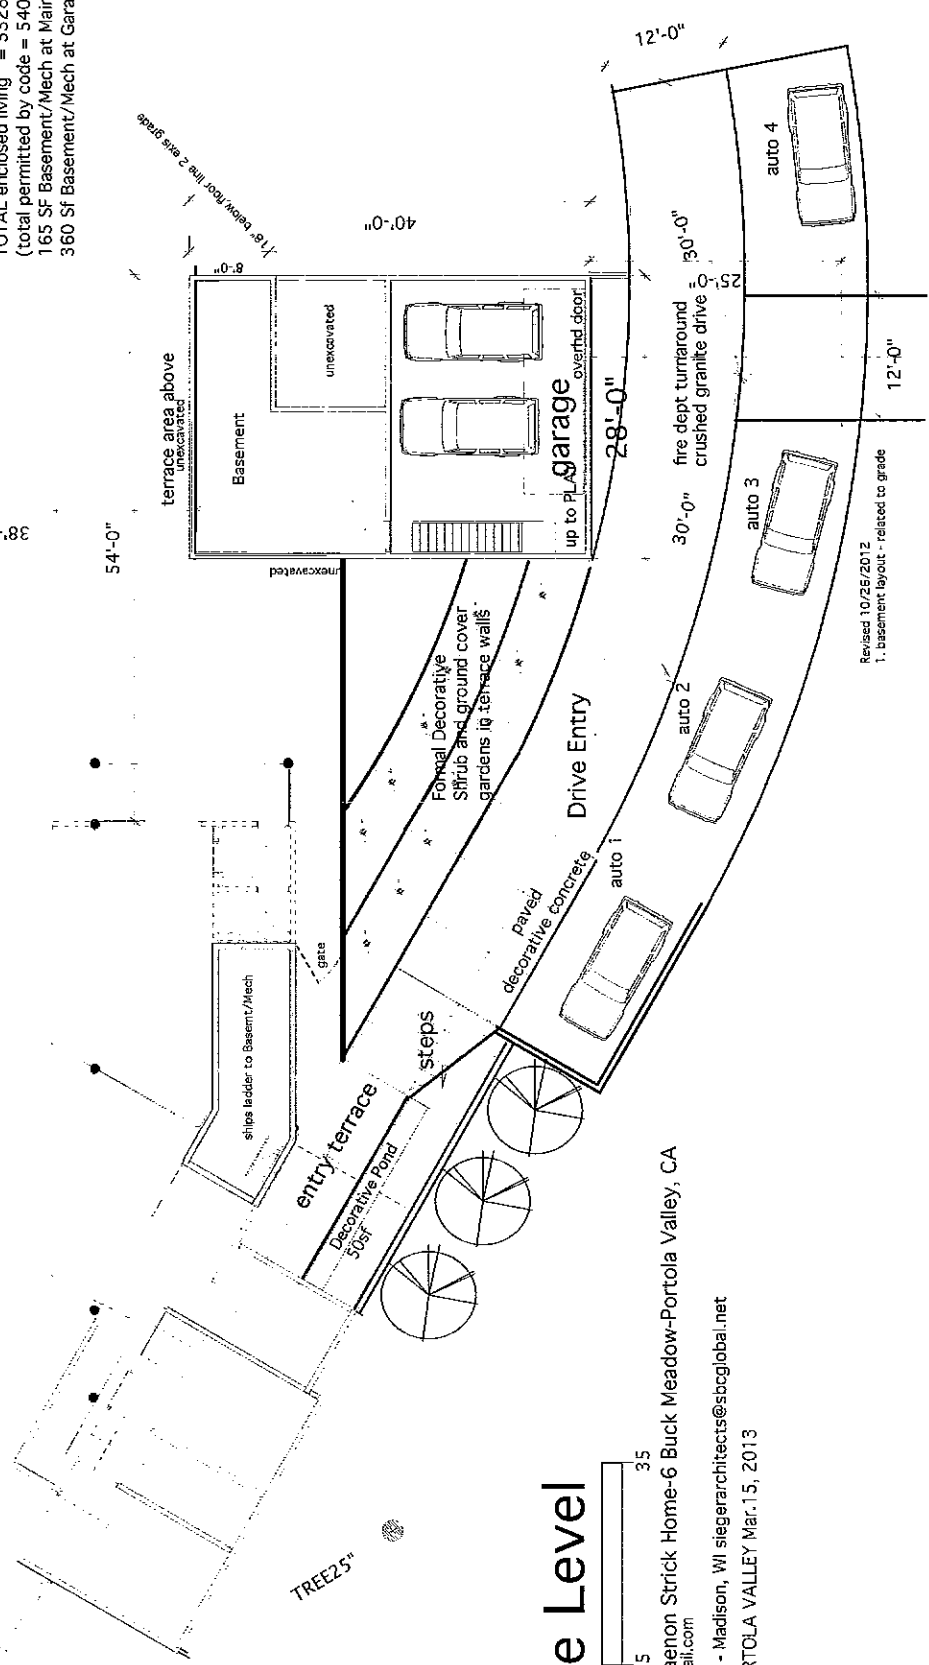 TOTAL enclosed living = 5328
(total permitted by code = 540
165 SF Basement/Mech at Main
360 Sf Basement/Mech at Gara
12'-0"
auto 4
18" below floor line 2 exis grade
40'-0"
8'-0"
30'-0"
25'-0"
unexcavated
terrace area above
unexcavated
Basement
overhd door
garage
28'-0"
up to PLAY
fire dept turnaround
crushed granite drive
12'-0"
38'-
54'-0"
unexcavated
30'-0"
auto 3
Revised 10/26/2012
1. basement layout - related to grade
Formal Decorative
Shrub and ground cover
gardens in terrace walls
Drive Entry
auto 2
paved
decorative concrete
auto 1
gate
ships ladder to Basemt/Mech
steps
entry terrace
Decorative Pond
50sf
TREE25"
e Level
5
35
aenon Strick Home-6 Buck Meadow-Portola Valley, CA
ail.com
- Madison, WI siegerarchitects@sbcglobal.net
RTOLA VALLEY Mar.15, 2013